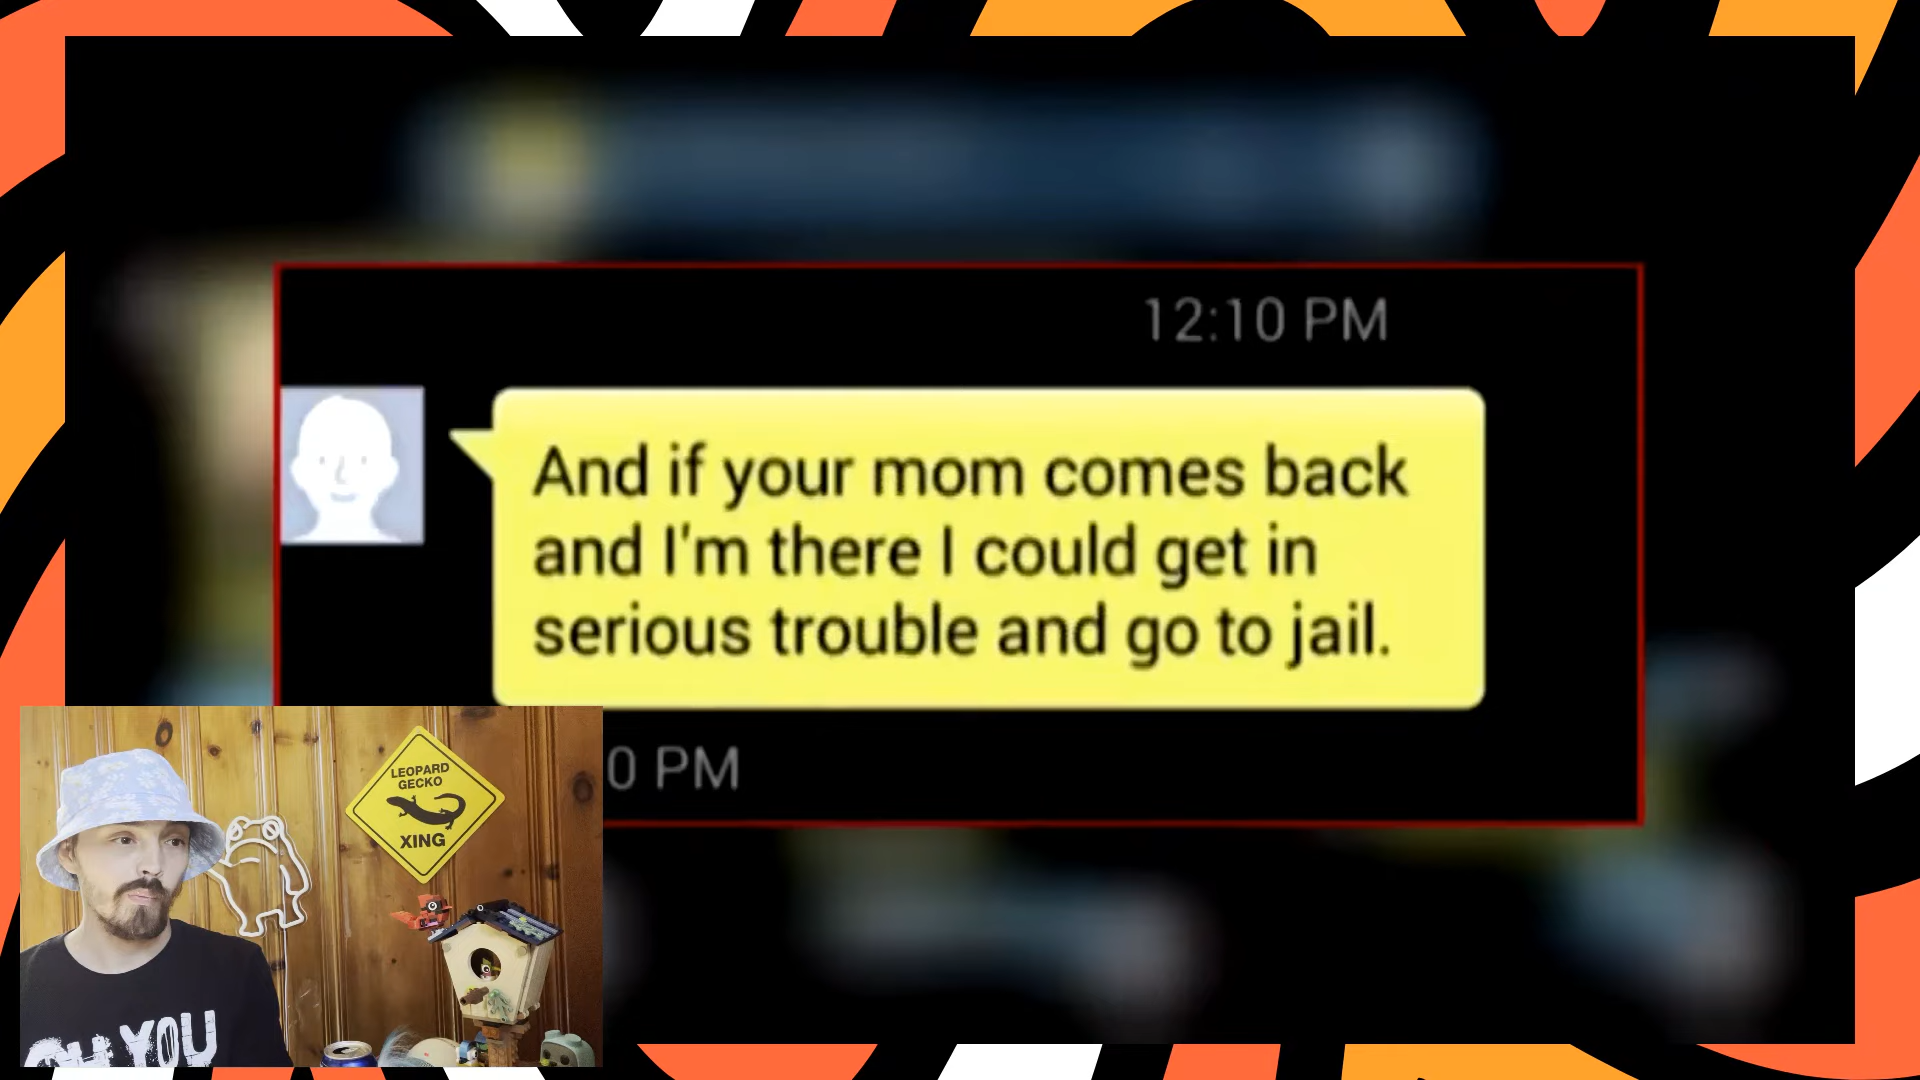 12:10 PM
And if your mom comes back
and I'm there I could get in
serious trouble and go to jail.
0 PM
LEOPARD
GECKO
XING
YOU